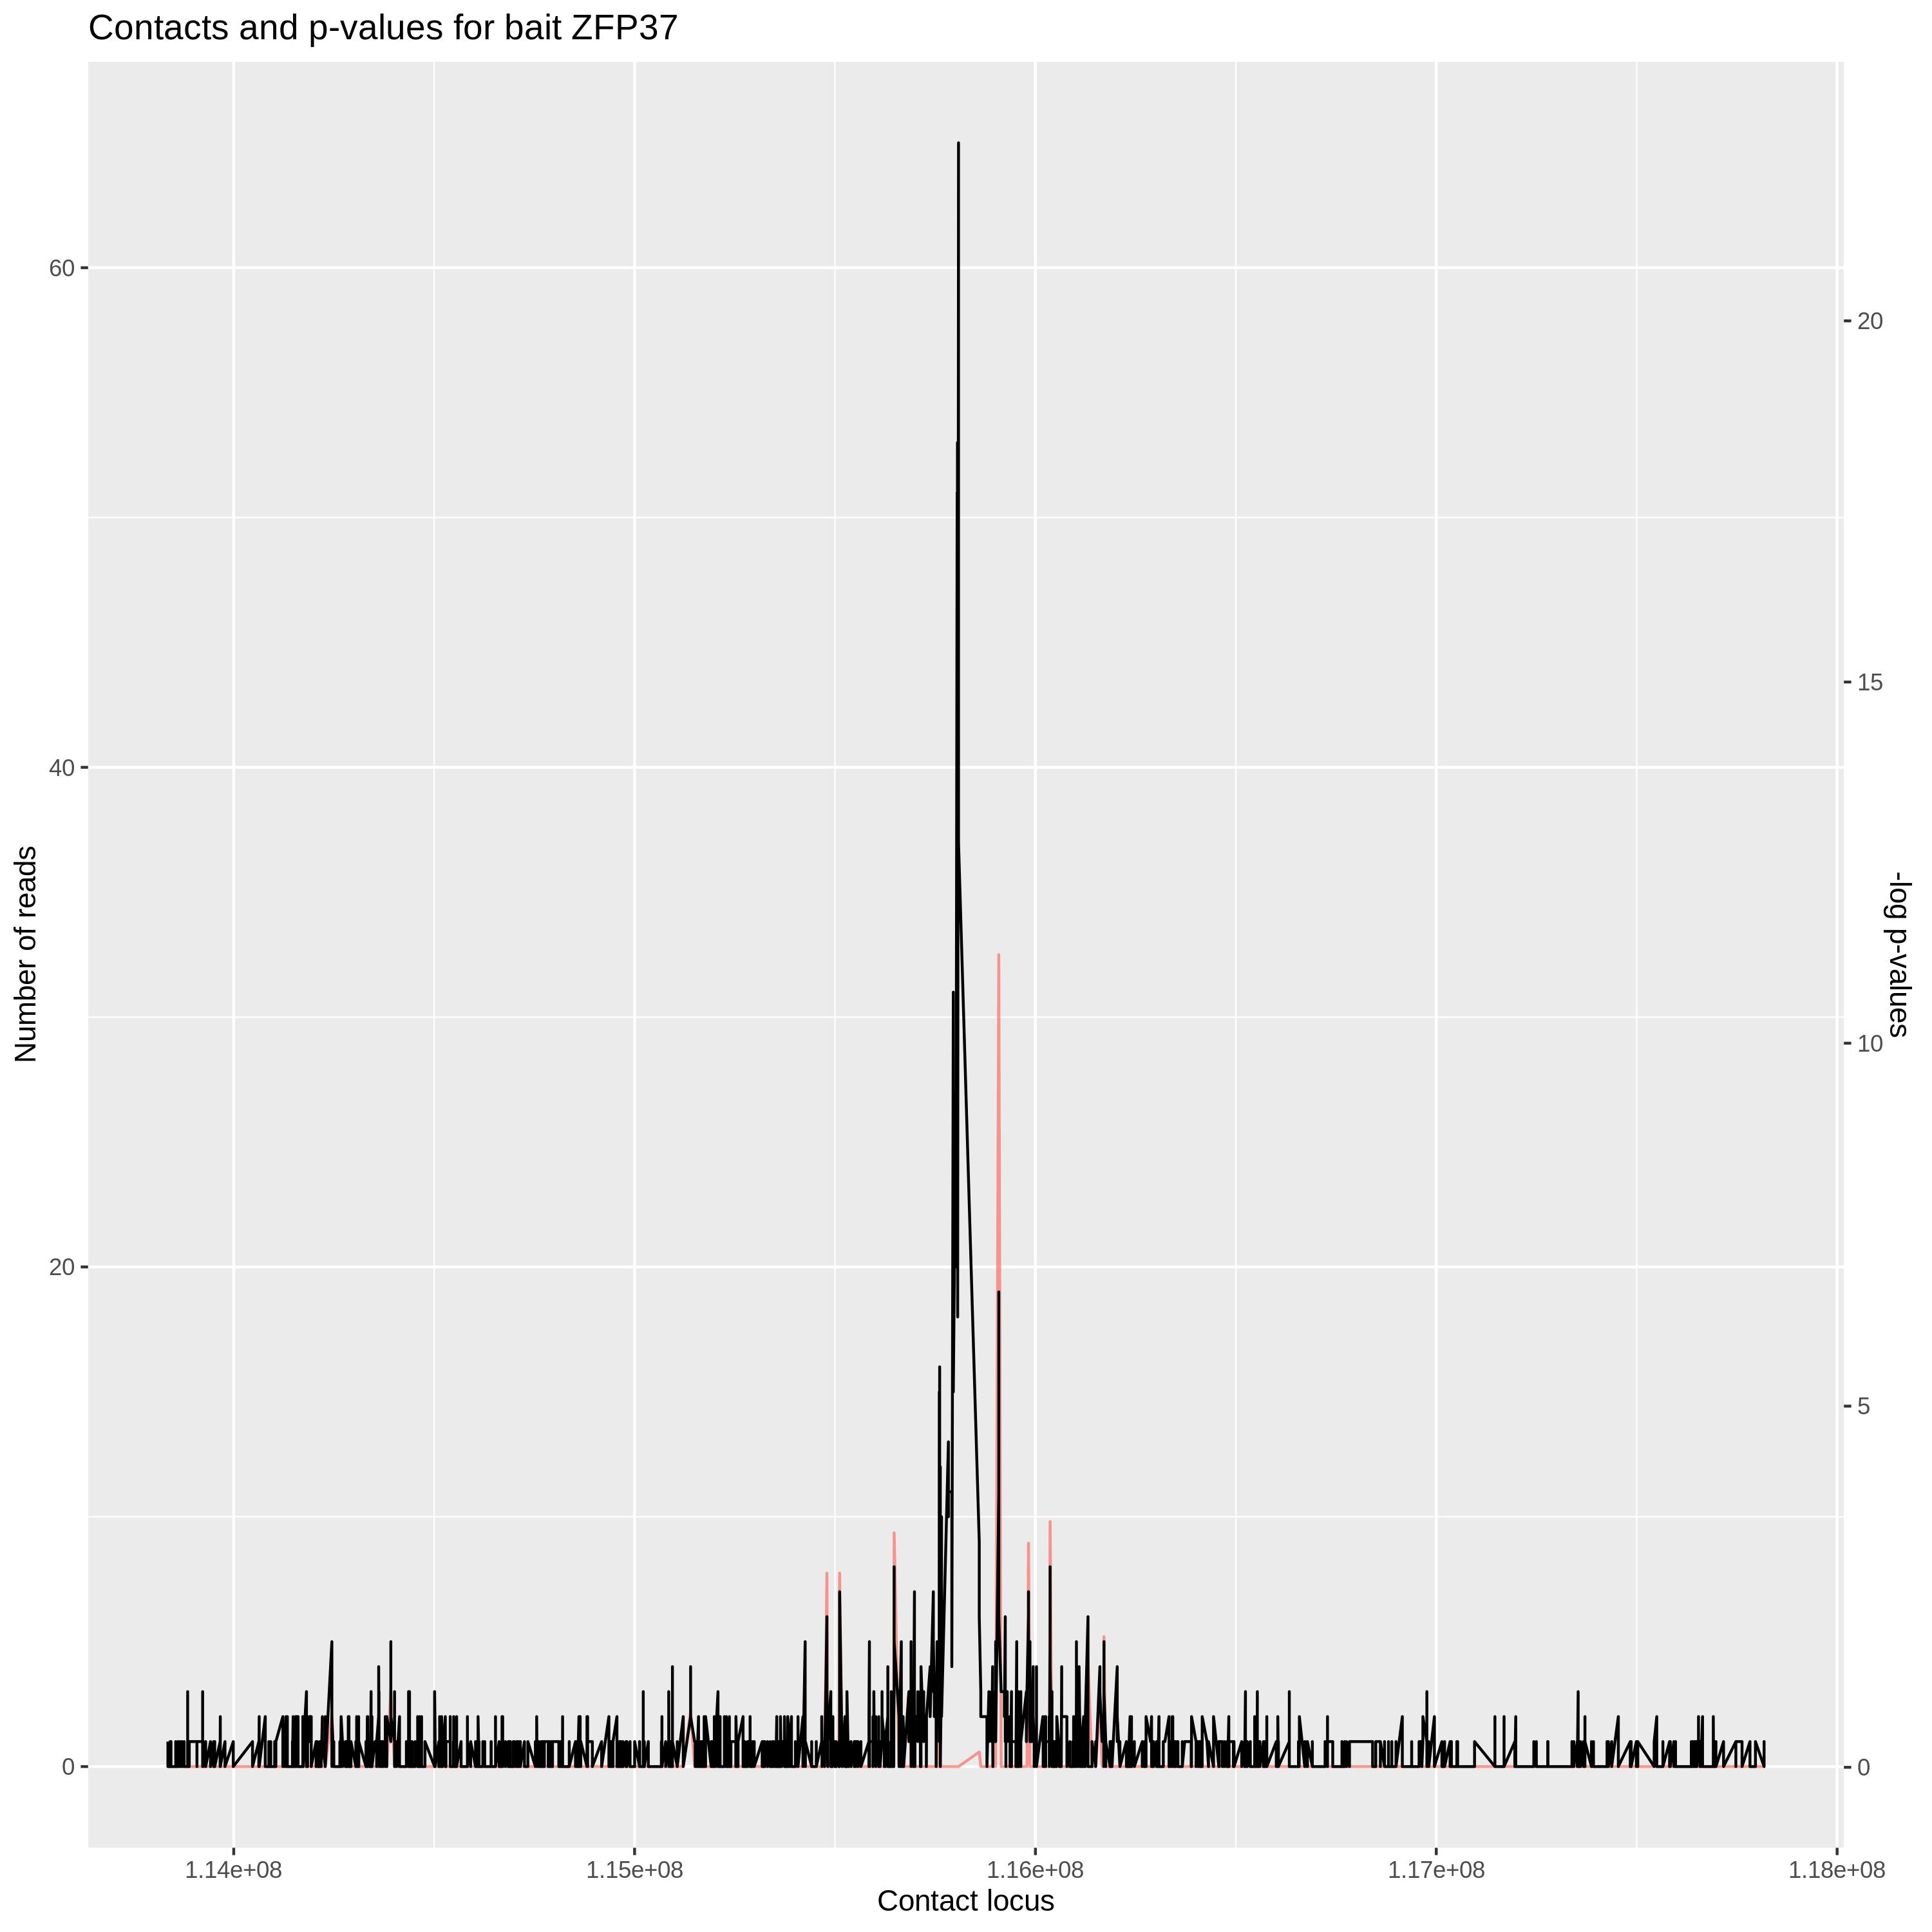 Contacts and p-values for bait ZFP37
Number of reads
60
40
20
0
-log p-values
20
15
10
5
0
1.14e+08
1.15e+08
1.16e+08
1.17e+08
1.18e+08
Contact locus